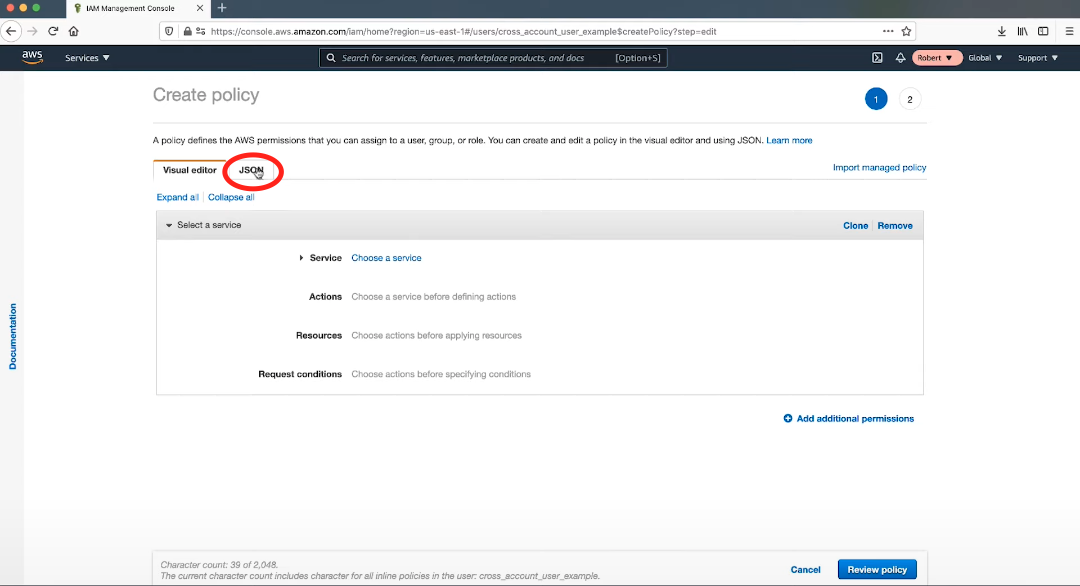 IAM Management Console
https://console.aws.amazon.com/iam/home?region=us-east-1#/users/cross_account_user_example$createPolicy?step=edit
aws Services Search for services, features, marketplace products, and docs [Option+S] Robert Global Support
Create policy 1 2
A policy defines the AWS permissions that you can assign to a user, group, or role. You can create and edit a policy in the visual editor and using JSON. Learn more
Visual editor JSON Import managed policy
Expand all Collapse all
Select a service Clone Remove
Service Choose a service
Actions Choose a service before defining actions
Resources Choose actions before applying resources
Documentation
Request conditions Choose actions before specifying conditions
Add additional permissions
Character count: 39 of 2,048.
The current character count includes character for all inline policies in the user: cross_account_user_example.
Cancel Review policy